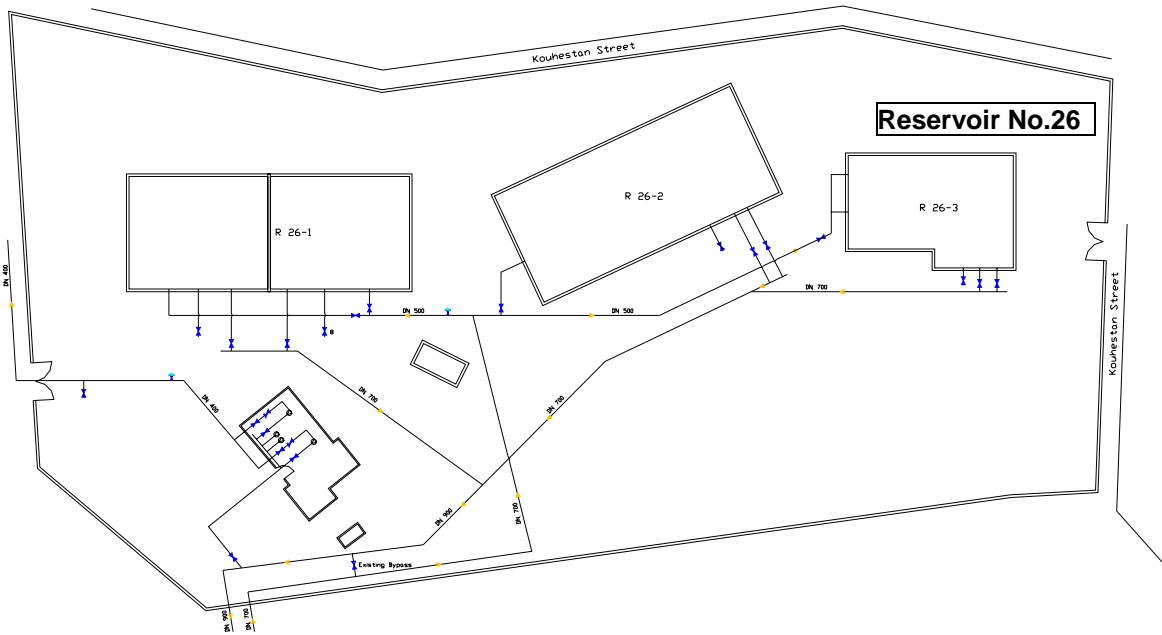 Kouhestan Street
Reservoir No.26
R 26-2
R 26-3
R 26-1
DN 400
DN 700
DN 500
DN 500
Kouhestan Street
DN 400
DN 700
DN 700
DN 900
DN 700
Existing Bypass
DN 900
DN 700